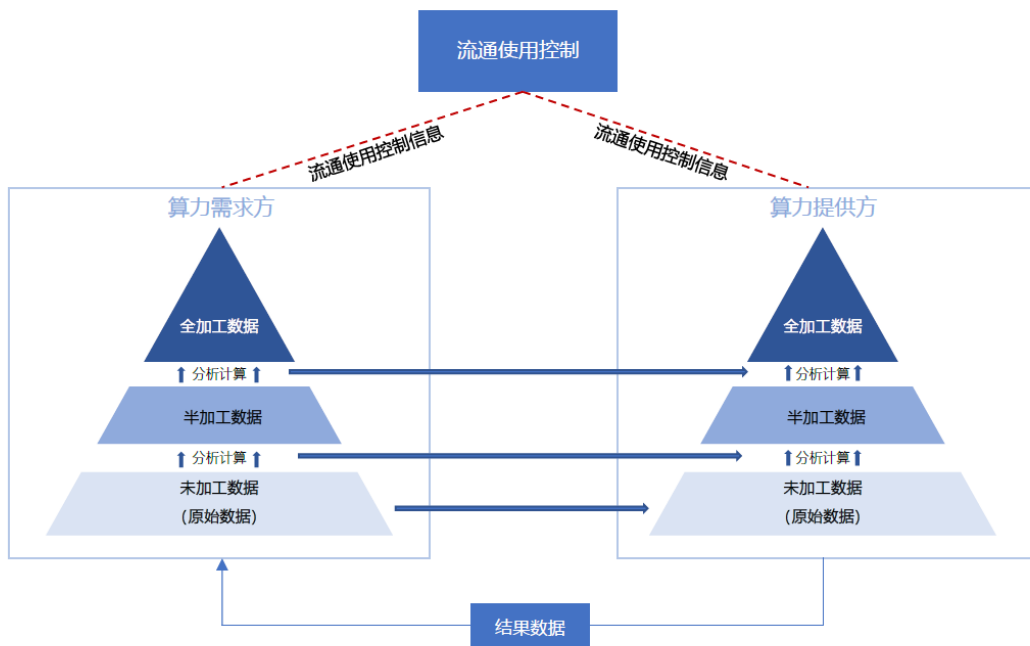 流通使用控制
流通使用控制信息
流通使用控制信息
算力需求方
算力提供方
全加工数据
全加工数据
分析计算
分析计算
半加工数据
半加工数据
分析计算
分析计算
未加工数据
（原始数据）
未加工数据
（原始数据）
结果数据